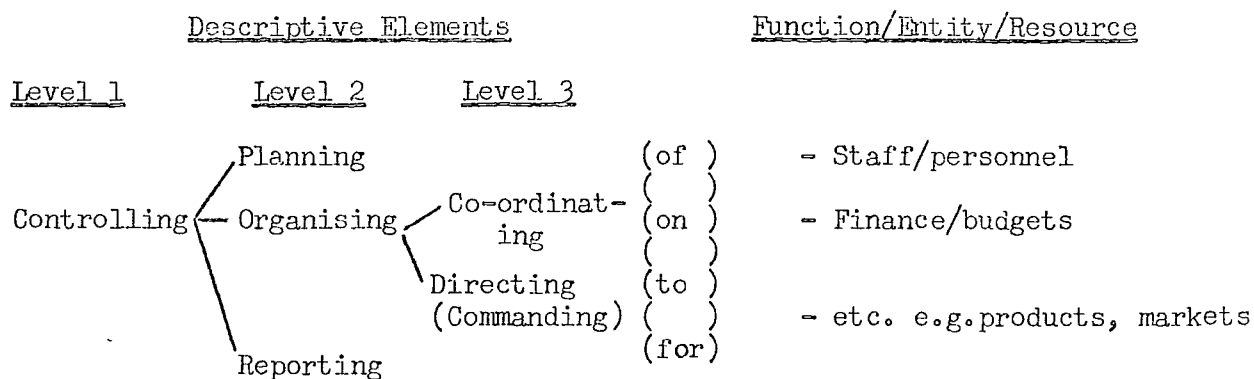 Descriptive Elements Function/Entity/Resource
Level 1 Level 2 Level 3
Planning (of ) - Staff/personnel
( )
Controlling Organising Co-ordinat- (on ) - Finance/budgets
ing ( )
Directing (to )
(Commanding) ( ) - etc. e.g.products, markets
(for)
Reporting